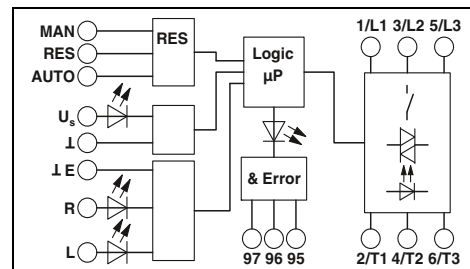 MAN
RES
AUTO
RES
U_s
⊥
⊥ E
R
L
Logic
µP
& Error
97 96 95
1/L1 3/L2 5/L3
2/T1 4/T2 6/T3